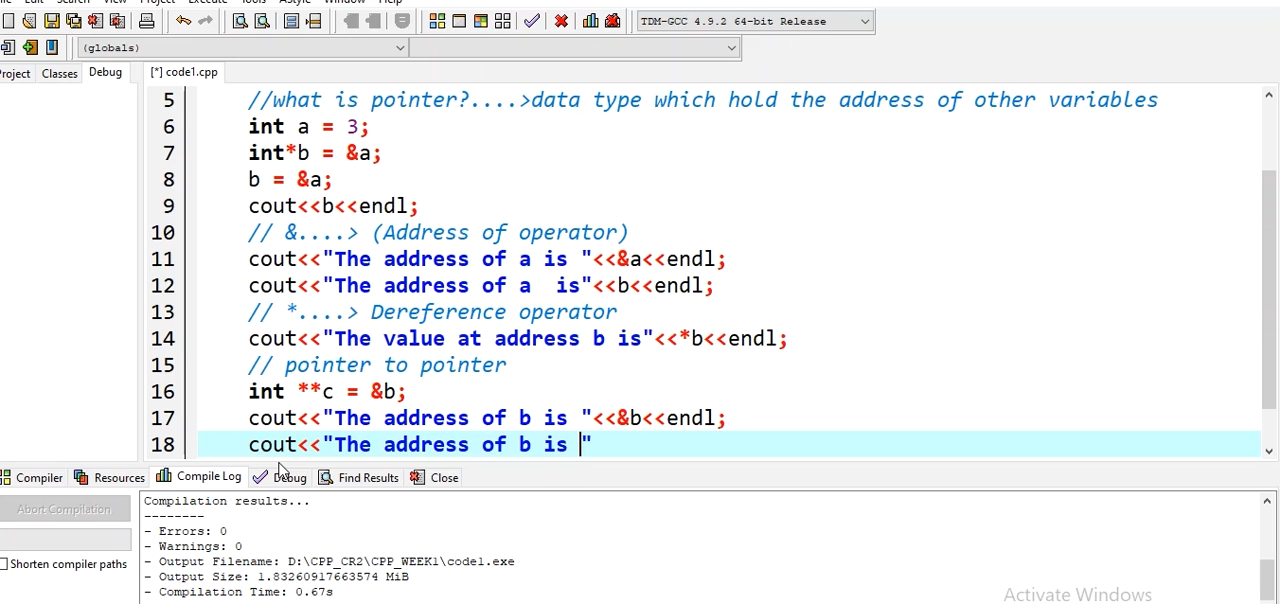 View Project Execute Tools AStyle Window Help
TDM-GCC 4.9.2 64-bit Release
(globals)
Project Classes Debug [*] code1.cpp
5 //what is pointer?....>data type which hold the address of other variables
6 int a = 3;
7 int*b = &a;
8 b = &a;
9 cout<<b<<endl;
10 // &....> (Address of operator)
11 cout<<"The address of a is "<<&a<<endl;
12 cout<<"The address of a  is"<<b<<endl;
13 // *....> Dereference operator
14 cout<<"The value at address b is"<<*b<<endl;
15 // pointer to pointer
16 int **c = &b;
17 cout<<"The address of b is "<<&b<<endl;
18 cout<<"The address of b is "
Compiler Resources Compile Log Debug Find Results Close
Abort Compilation
Shorten compiler paths
Compilation results...
--------
- Errors: 0
- Warnings: 0
- Output Filename: D:\CPP_CR2\CPP_WEEK1\code1.exe
- Output Size: 1.83260917663574 MiB
- Compilation Time: 0.67s
Activate Windows